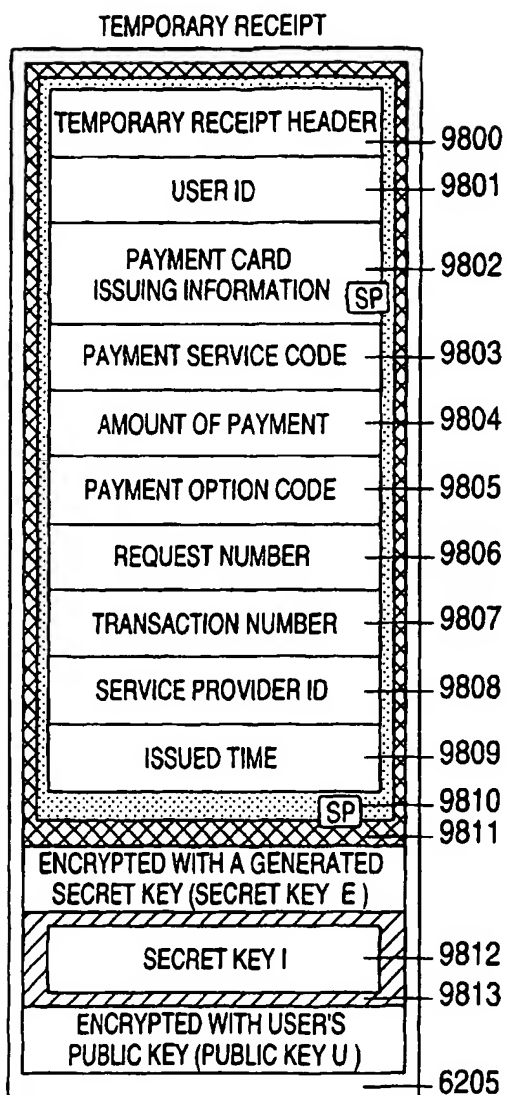 TEMPORARY RECEIPT
TEMPORARY RECEIPT HEADER 9800
USER ID 9801
PAYMENT CARD
ISSUING INFORMATION SP 9802
PAYMENT SERVICE CODE 9803
AMOUNT OF PAYMENT 9804
PAYMENT OPTION CODE 9805
REQUEST NUMBER 9806
TRANSACTION NUMBER 9807
SERVICE PROVIDER ID 9808
ISSUED TIME 9809
SP 9810
9811
ENCRYPTED WITH A GENERATED
SECRET KEY (SECRET KEY E )
SECRET KEY I 9812
9813
ENCRYPTED WITH USER'S
PUBLIC KEY (PUBLIC KEY U )
6205